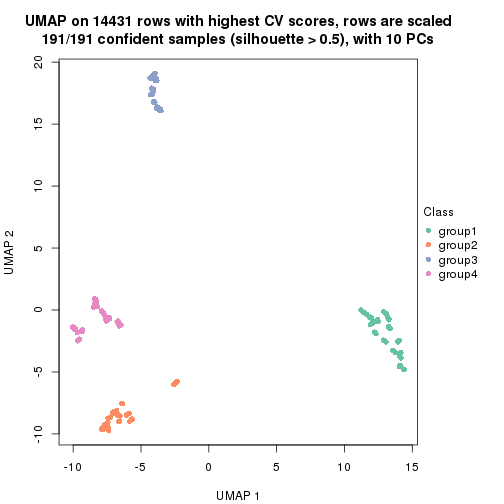 UMAP on 14431 rows with highest CV scores, rows are scaled
191/191 confident samples (silhouette > 0.5), with 10 PCs
20
15
10
5
0
-5
-10
UMAP 2
-10
-5
0
5
10
15
UMAP 1
Class
group1
group2
group3
group4